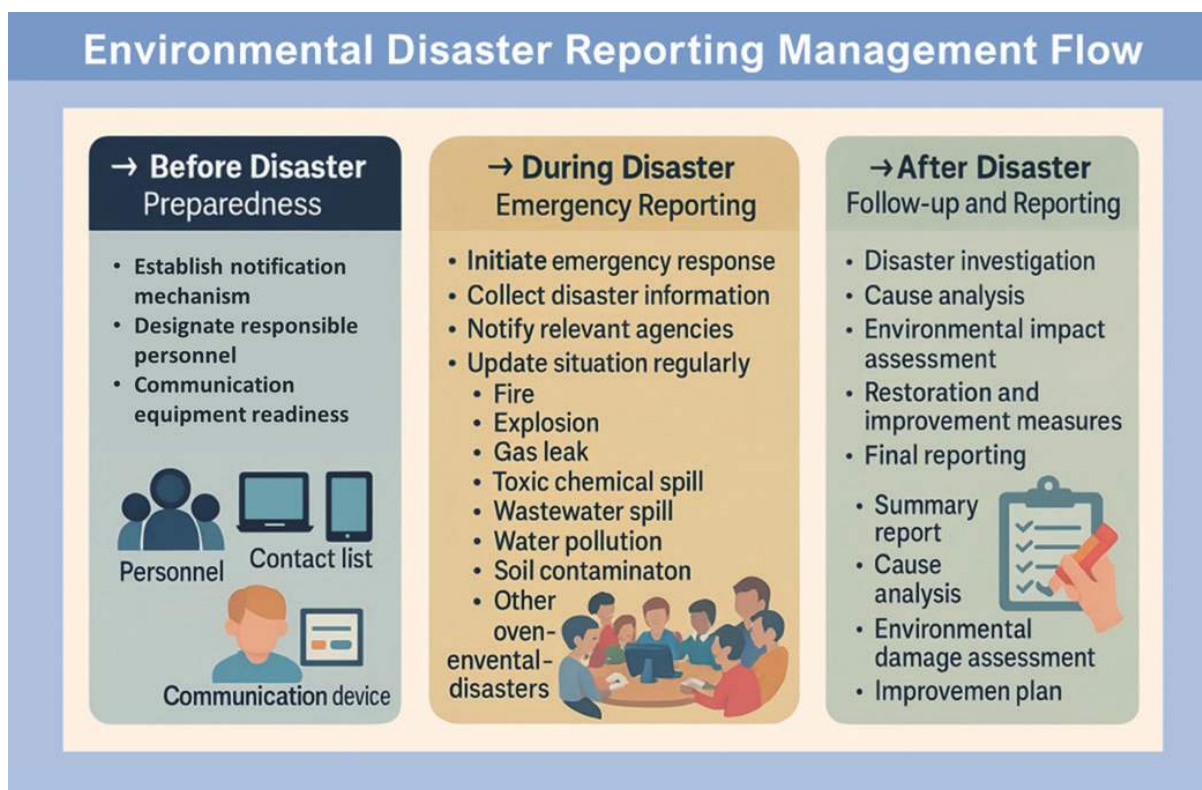 Environmental Disaster Reporting Management Flow
→ Before Disaster
Preparedness
• Establish notification
mechanism
• Designate responsible
personnel
• Communication
equipment readiness
Personnel
Contact list
Communication device
→ During Disaster
Emergency Reporting
• Initiate emergency response
• Collect disaster information
• Notify relevant agencies
• Update situation regularly
• Fire
• Explosion
• Gas leak
• Toxic chemical spill
• Wastewater spill
• Water pollution
• Soil contaminaton
• Other
oven-
envental-
disasters
→ After Disaster
Follow-up and Reporting
• Disaster investigation
• Cause analysis
• Environmental impact
assessment
• Restoration and
improvement measures
• Final reporting
• Summary
report
• Cause
analysis
• Environmental
damage assessment
• Improvemen plan